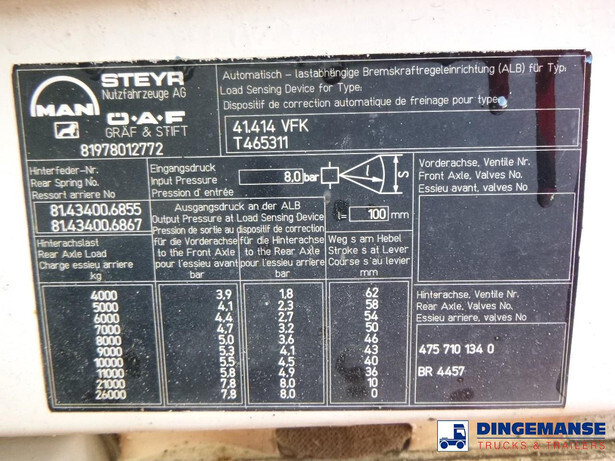 MAN
STEYR
Nutzfahrzeuge AG
Ö·A·F
GRÄF & STIFT
81978012772
Automatisch – lastabhängige Bremskraftregeleinrichtung (ALB) für Typ:
Load Sensing Device for Type:
Dispositif de correction automatique de freinage pour type:
41.414 VFK
T465311
Hinterfeder-Nr.
Rear Spring No.
Ressort arriere No
81.43400.6855
81.43400.6867
Eingangsdruck
Input Pressure
Pression d'entrée
8,0 bar
L
S
l= 100 mm
Vorderachse, Ventile Nr.
Front Axle, Valves No.
Essieu avant, valves No
Hinterachslast
Rear Axle Load
Charge essieu arriere
kg
Ausgangsdruck an der ALB
Output Pressure at Load Sensing Device
Pression de sortie au dispositif de correction
für die Vorderachse
to the Front Axle
pour l'essieu avant
bar
für die Hinterachse
to the Rear Axle
pour l'essieu arriere
bar
Weg s am Hebel
Stroke s at Lever
Course s au levier
mm
4000 3,9 1,8 62
5000 4,1 2,3 58
6000 4,4 2,7 54
7000 4,7 3,2 50
8000 5,0 3,6 46
9000 5,3 4,1 43
10000 5,5 4,5 40
11000 5,8 4,9 36
21000 7,8 8,0 10
26000 7,8 8,0 0
Hinterachse, Ventile Nr.
Rear Axle, Valves No.
Essieu arriere, valves No
475 710 134 0
BR 4457
DINGEMANSE
TRUCKS & TRAILERS